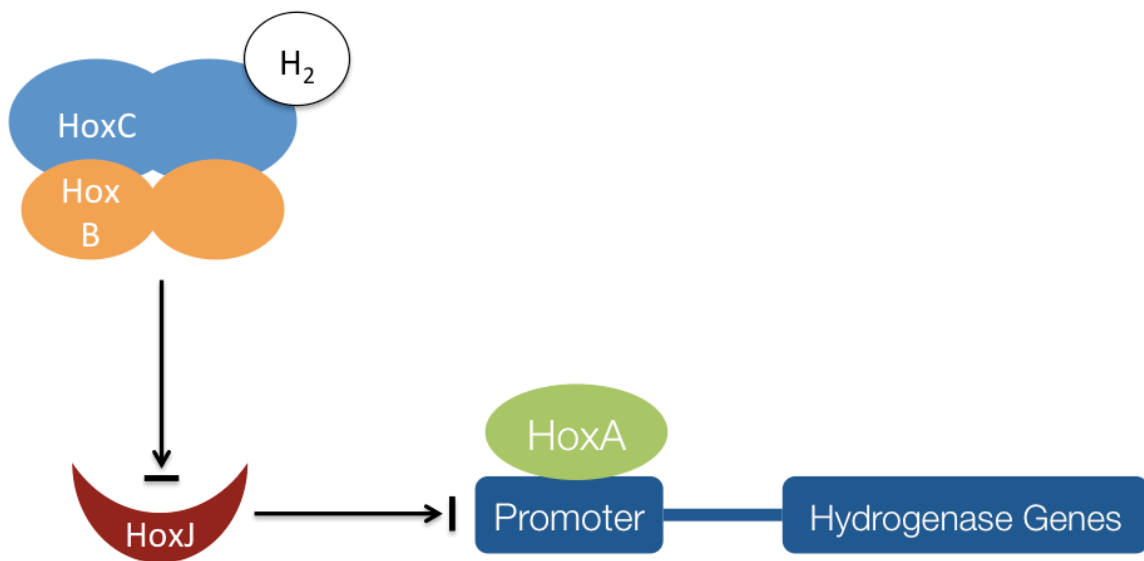 H₂
HoxC
Hox
B
HoxA
HoxJ
Promoter
Hydrogenase Genes